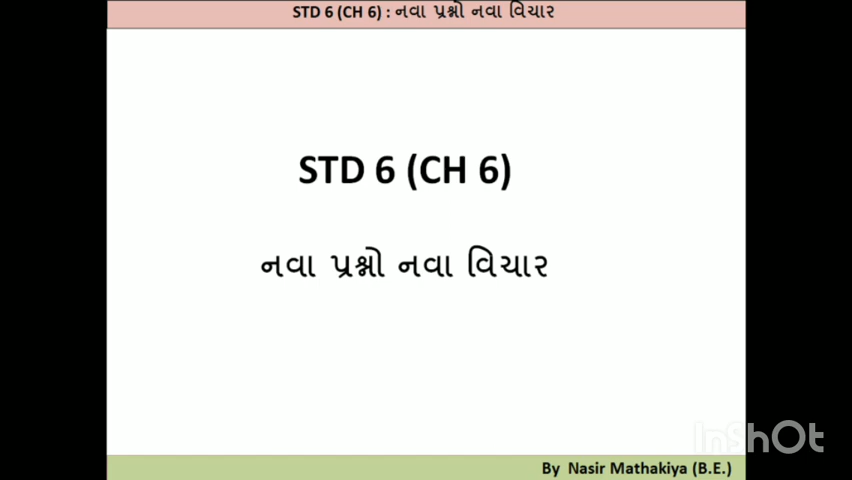 STD 6 (CH 6) : નવા પ્રશ્નો નવા વિચાર
STD 6 (CH 6)
નવા પ્રશ્નો નવા વિચાર
InShOt
By Nasir Mathakiya (B.E.)